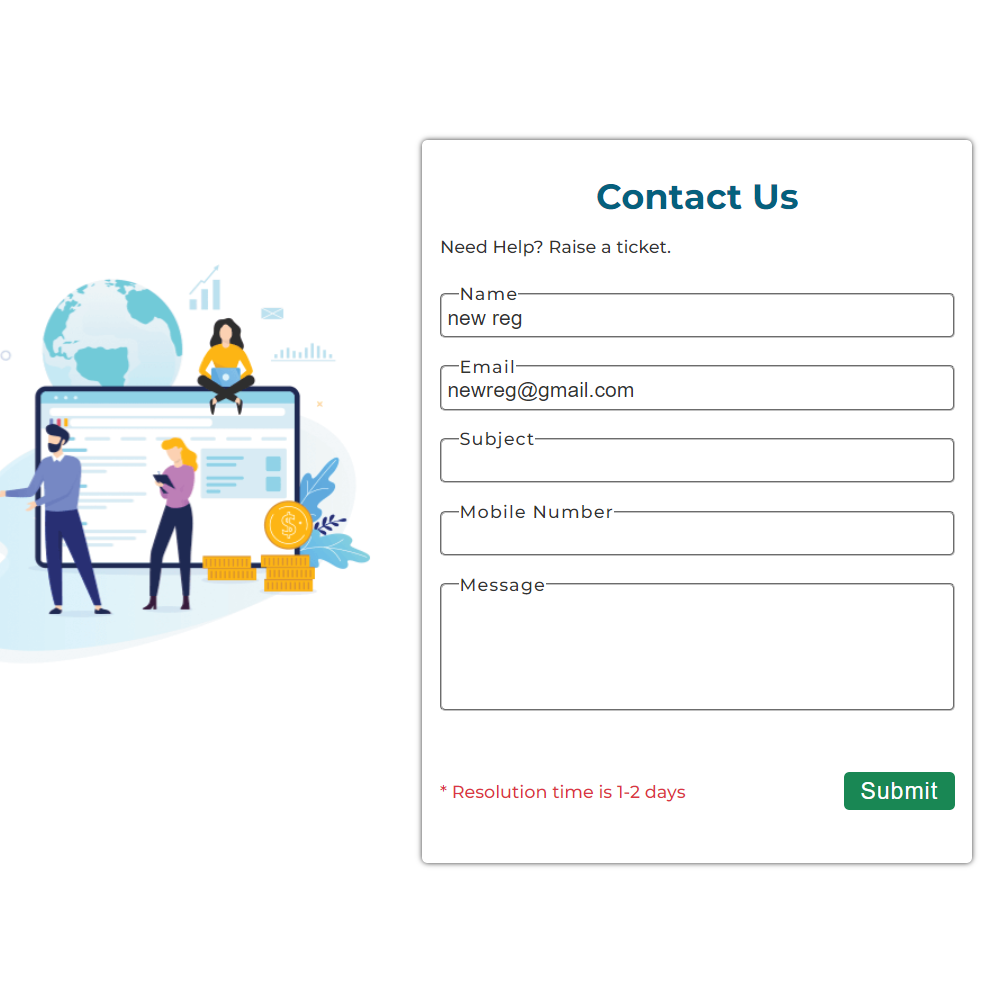 Contact Us
Need Help? Raise a ticket.
Name
new reg
Email
newreg@gmail.com
Subject
Mobile Number
Message
* Resolution time is 1-2 days
Submit
$